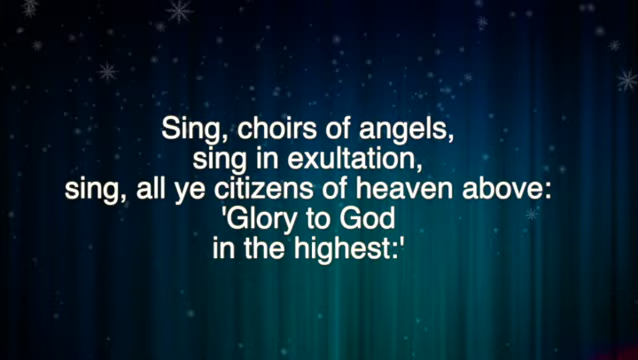 Sing, choirs of angels,
sing in exultation,
sing, all ye citizens of heaven above:
'Glory to God
in the highest:'